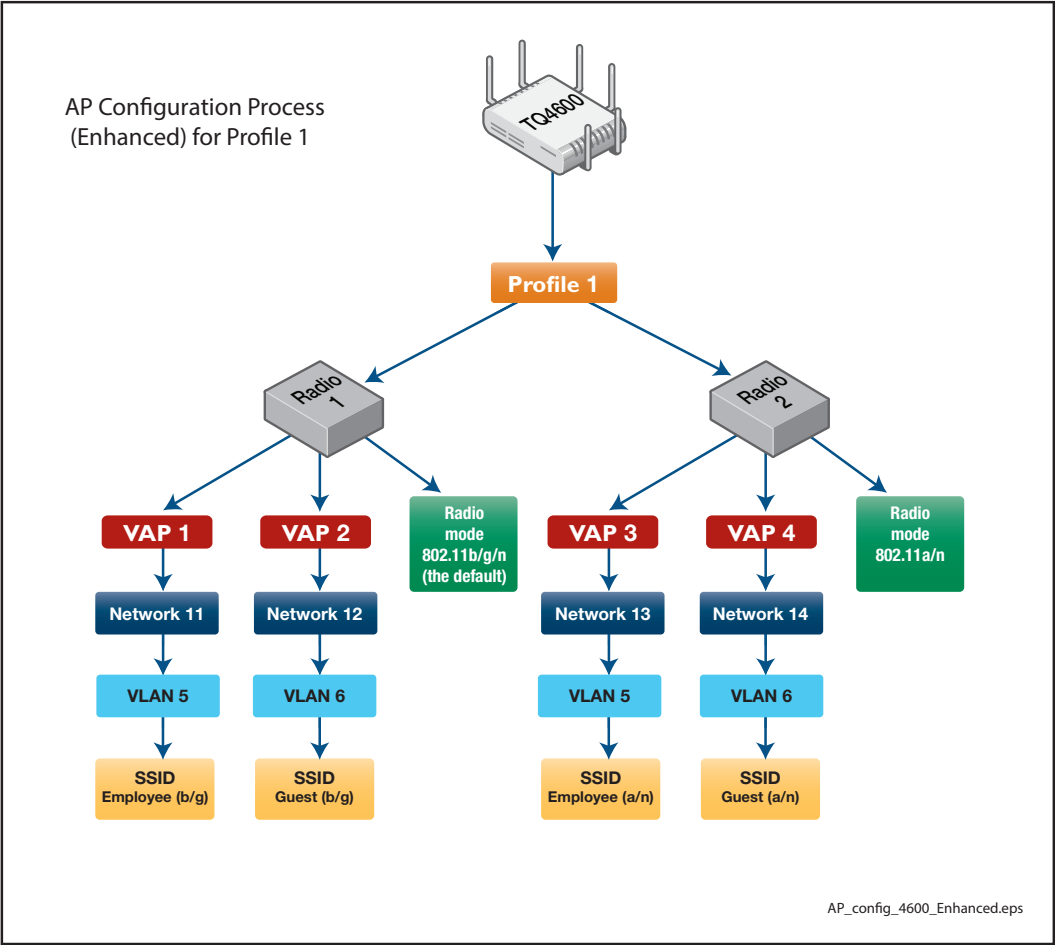 AP Configuration Process
(Enhanced) for Profile 1
TQ4600
Profile 1
Radio
1
Radio
2
VAP 1
VAP 2
Radio
mode
802.11b/g/n
(the default)
VAP 3
VAP 4
Radio
mode
802.11a/n
Network 11
Network 12
Network 13
Network 14
VLAN 5
VLAN 6
VLAN 5
VLAN 6
SSID
Employee (b/g)
SSID
Guest (b/g)
SSID
Employee (a/n)
SSID
Guest (a/n)
AP_config_4600_Enhanced.eps